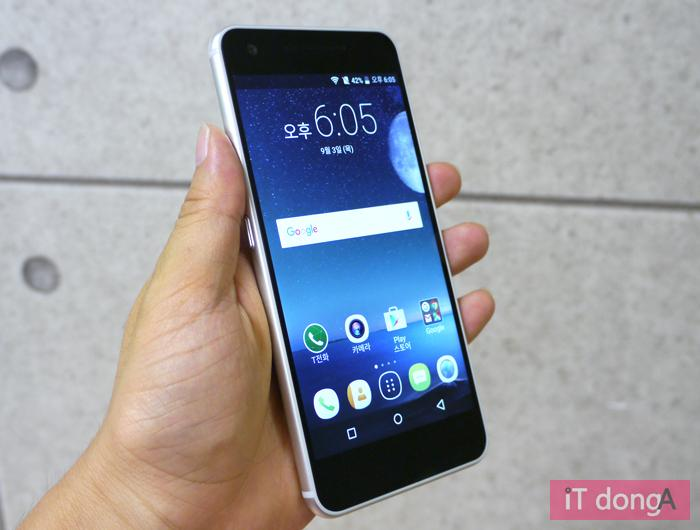 42% 오후 6:05
오후 6:05
9월 3일 (목)
Google
T전화
카메라
Play
스토어
Google
iT dongA